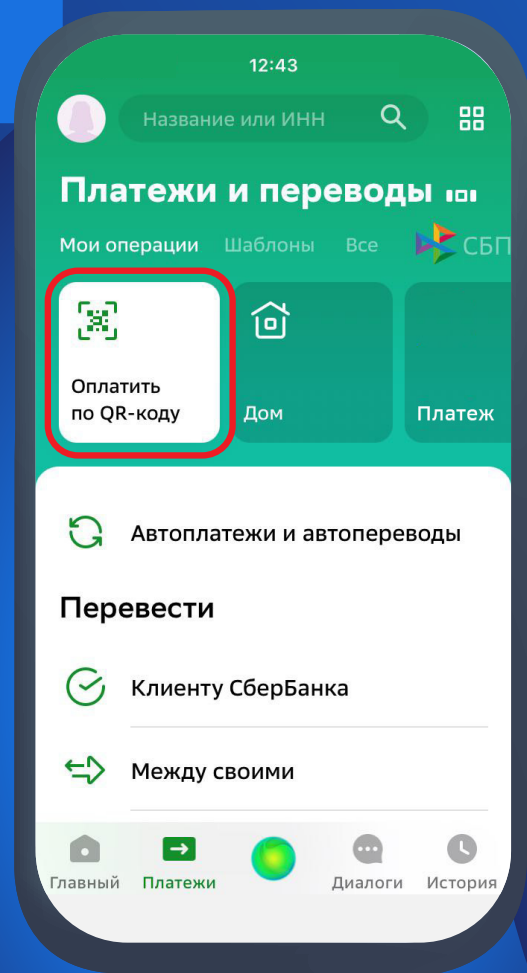 12:43
Название или ИНН
Платежи и переводы
Мои операции Шаблоны Все СБП
Оплатить
по QR-коду
Дом
Платеж
Автоплатежи и автопереводы
Перевести
Клиенту СберБанка
Между своими
Главный Платежи Диалоги История